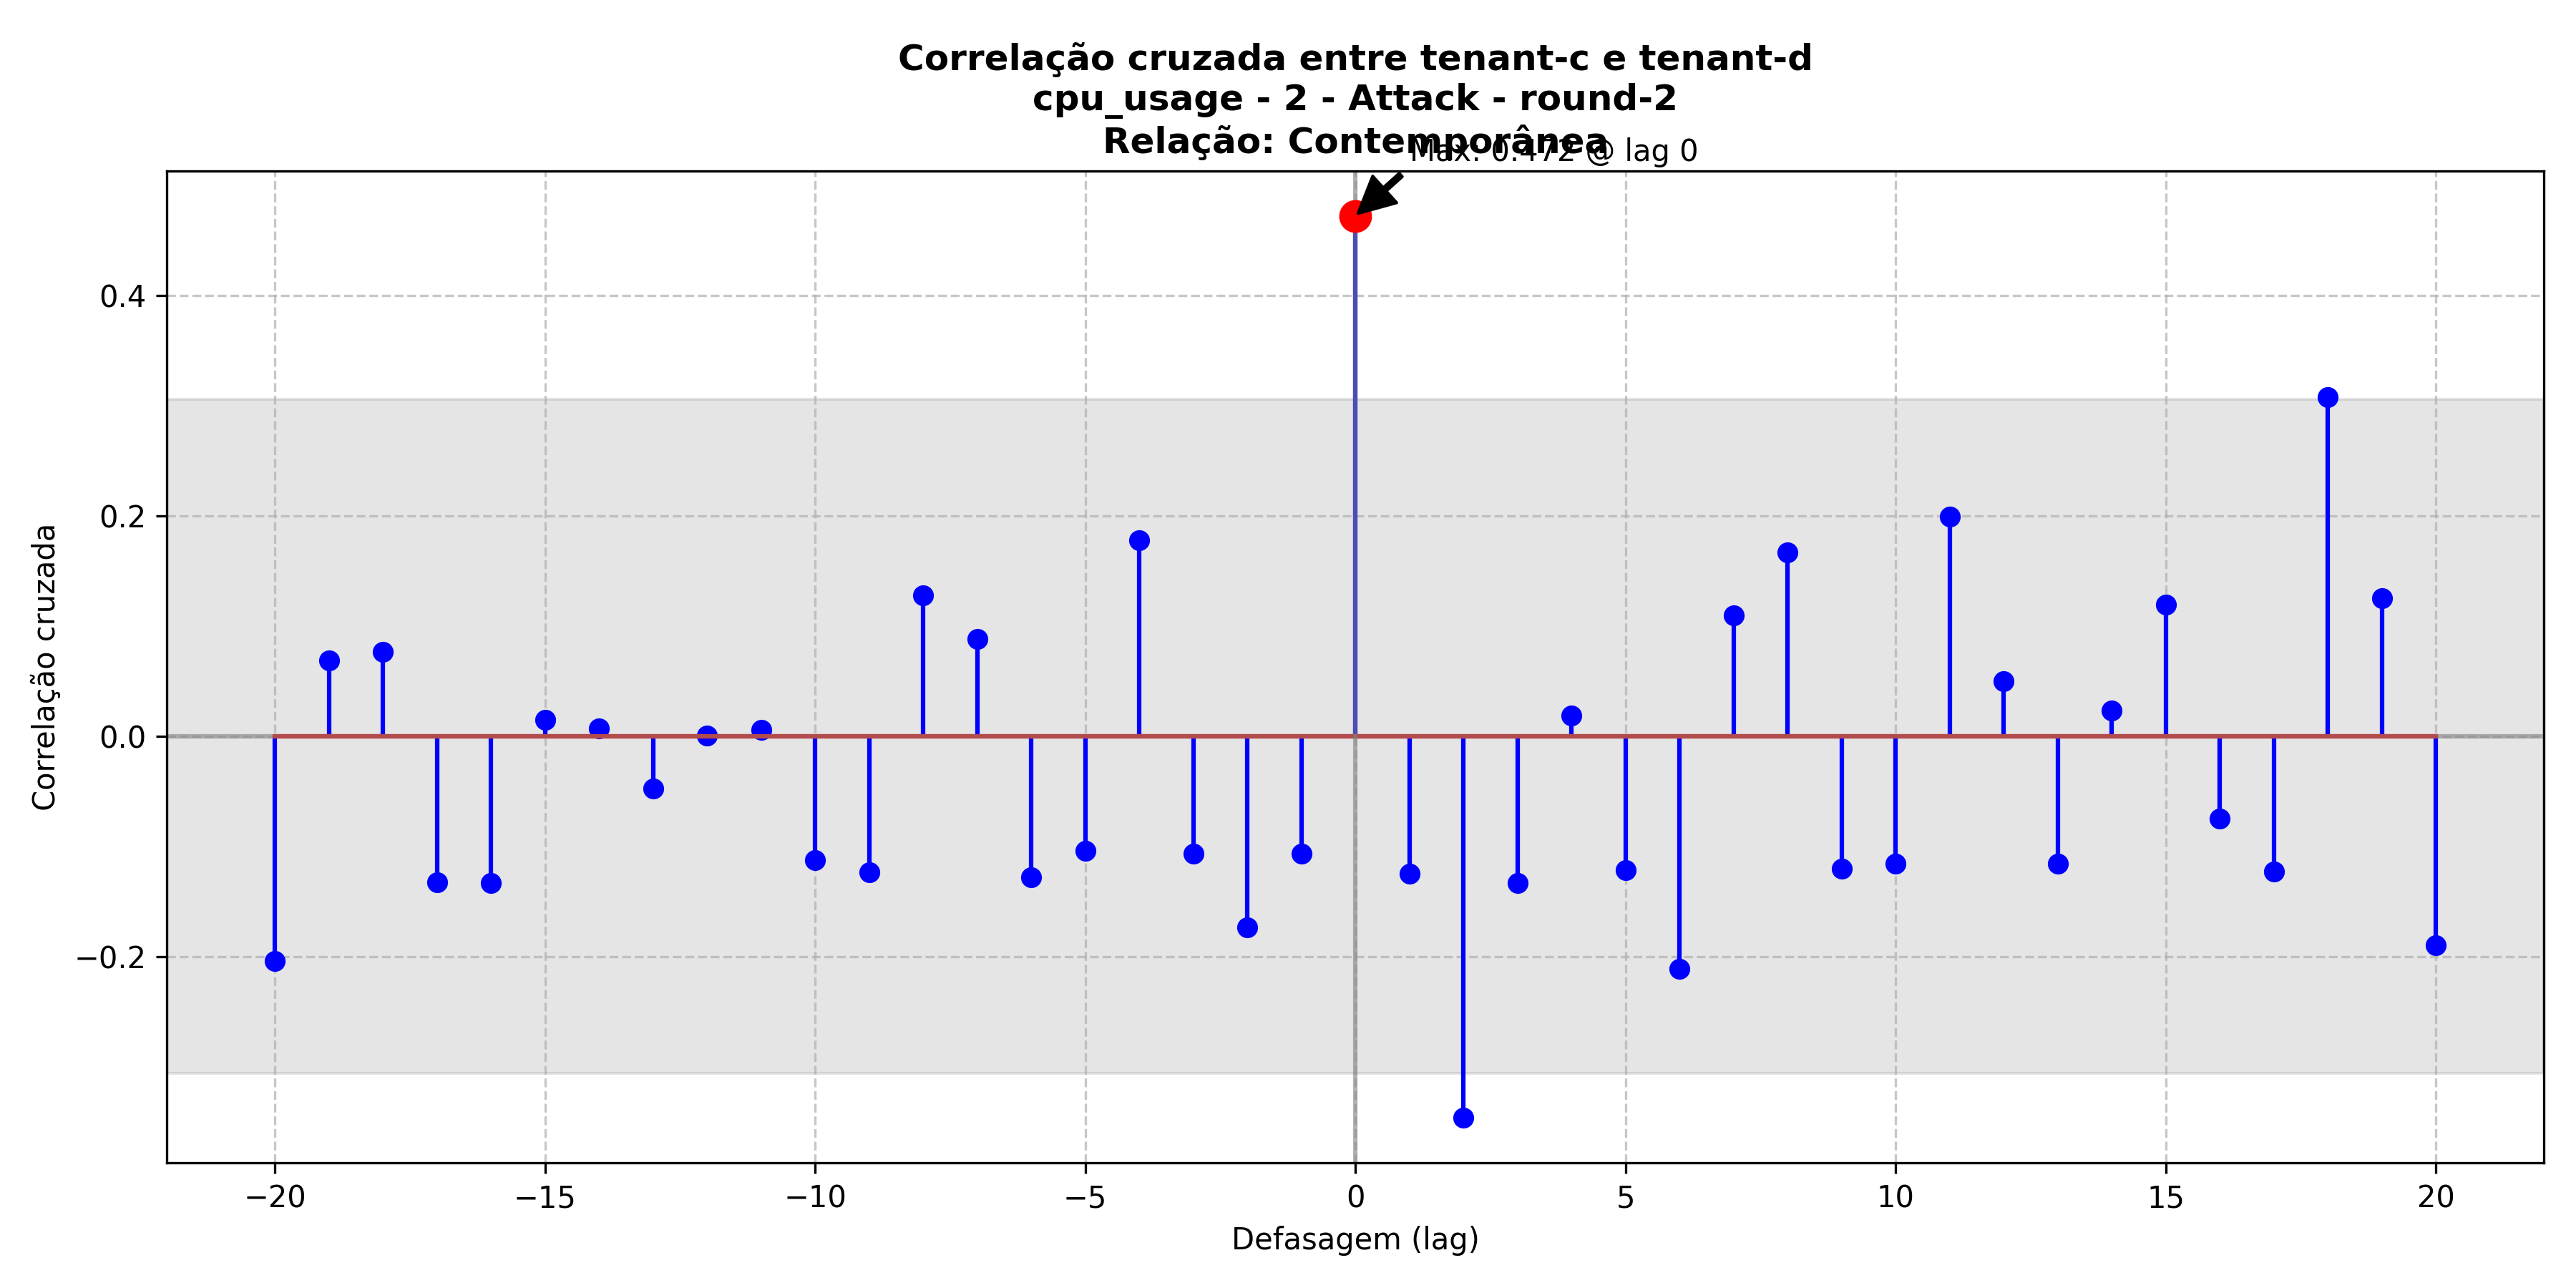 Correlação cruzada entre tenant-c e tenant-d
cpu_usage - 2 - Attack - round-2
Relação: Contemporânea
Max: 0.472 @ lag 0
0.4
0.2
0.0
−0.2
Correlação cruzada
−20 −15 −10 −5 0 5 10 15 20
Defasagem (lag)